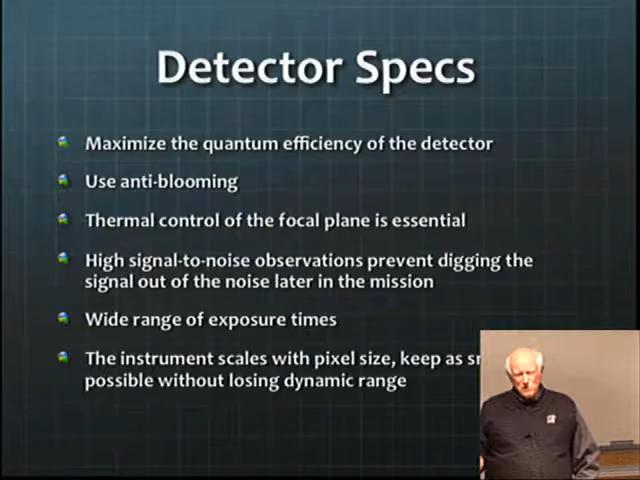 Detector Specs
Maximize the quantum efficiency of the detector
Use anti-blooming
Thermal control of the focal plane is essential
High signal-to-noise observations prevent digging the
signal out of the noise later in the mission
Wide range of exposure times
The instrument scales with pixel size, keep as
possible without losing dynamic range